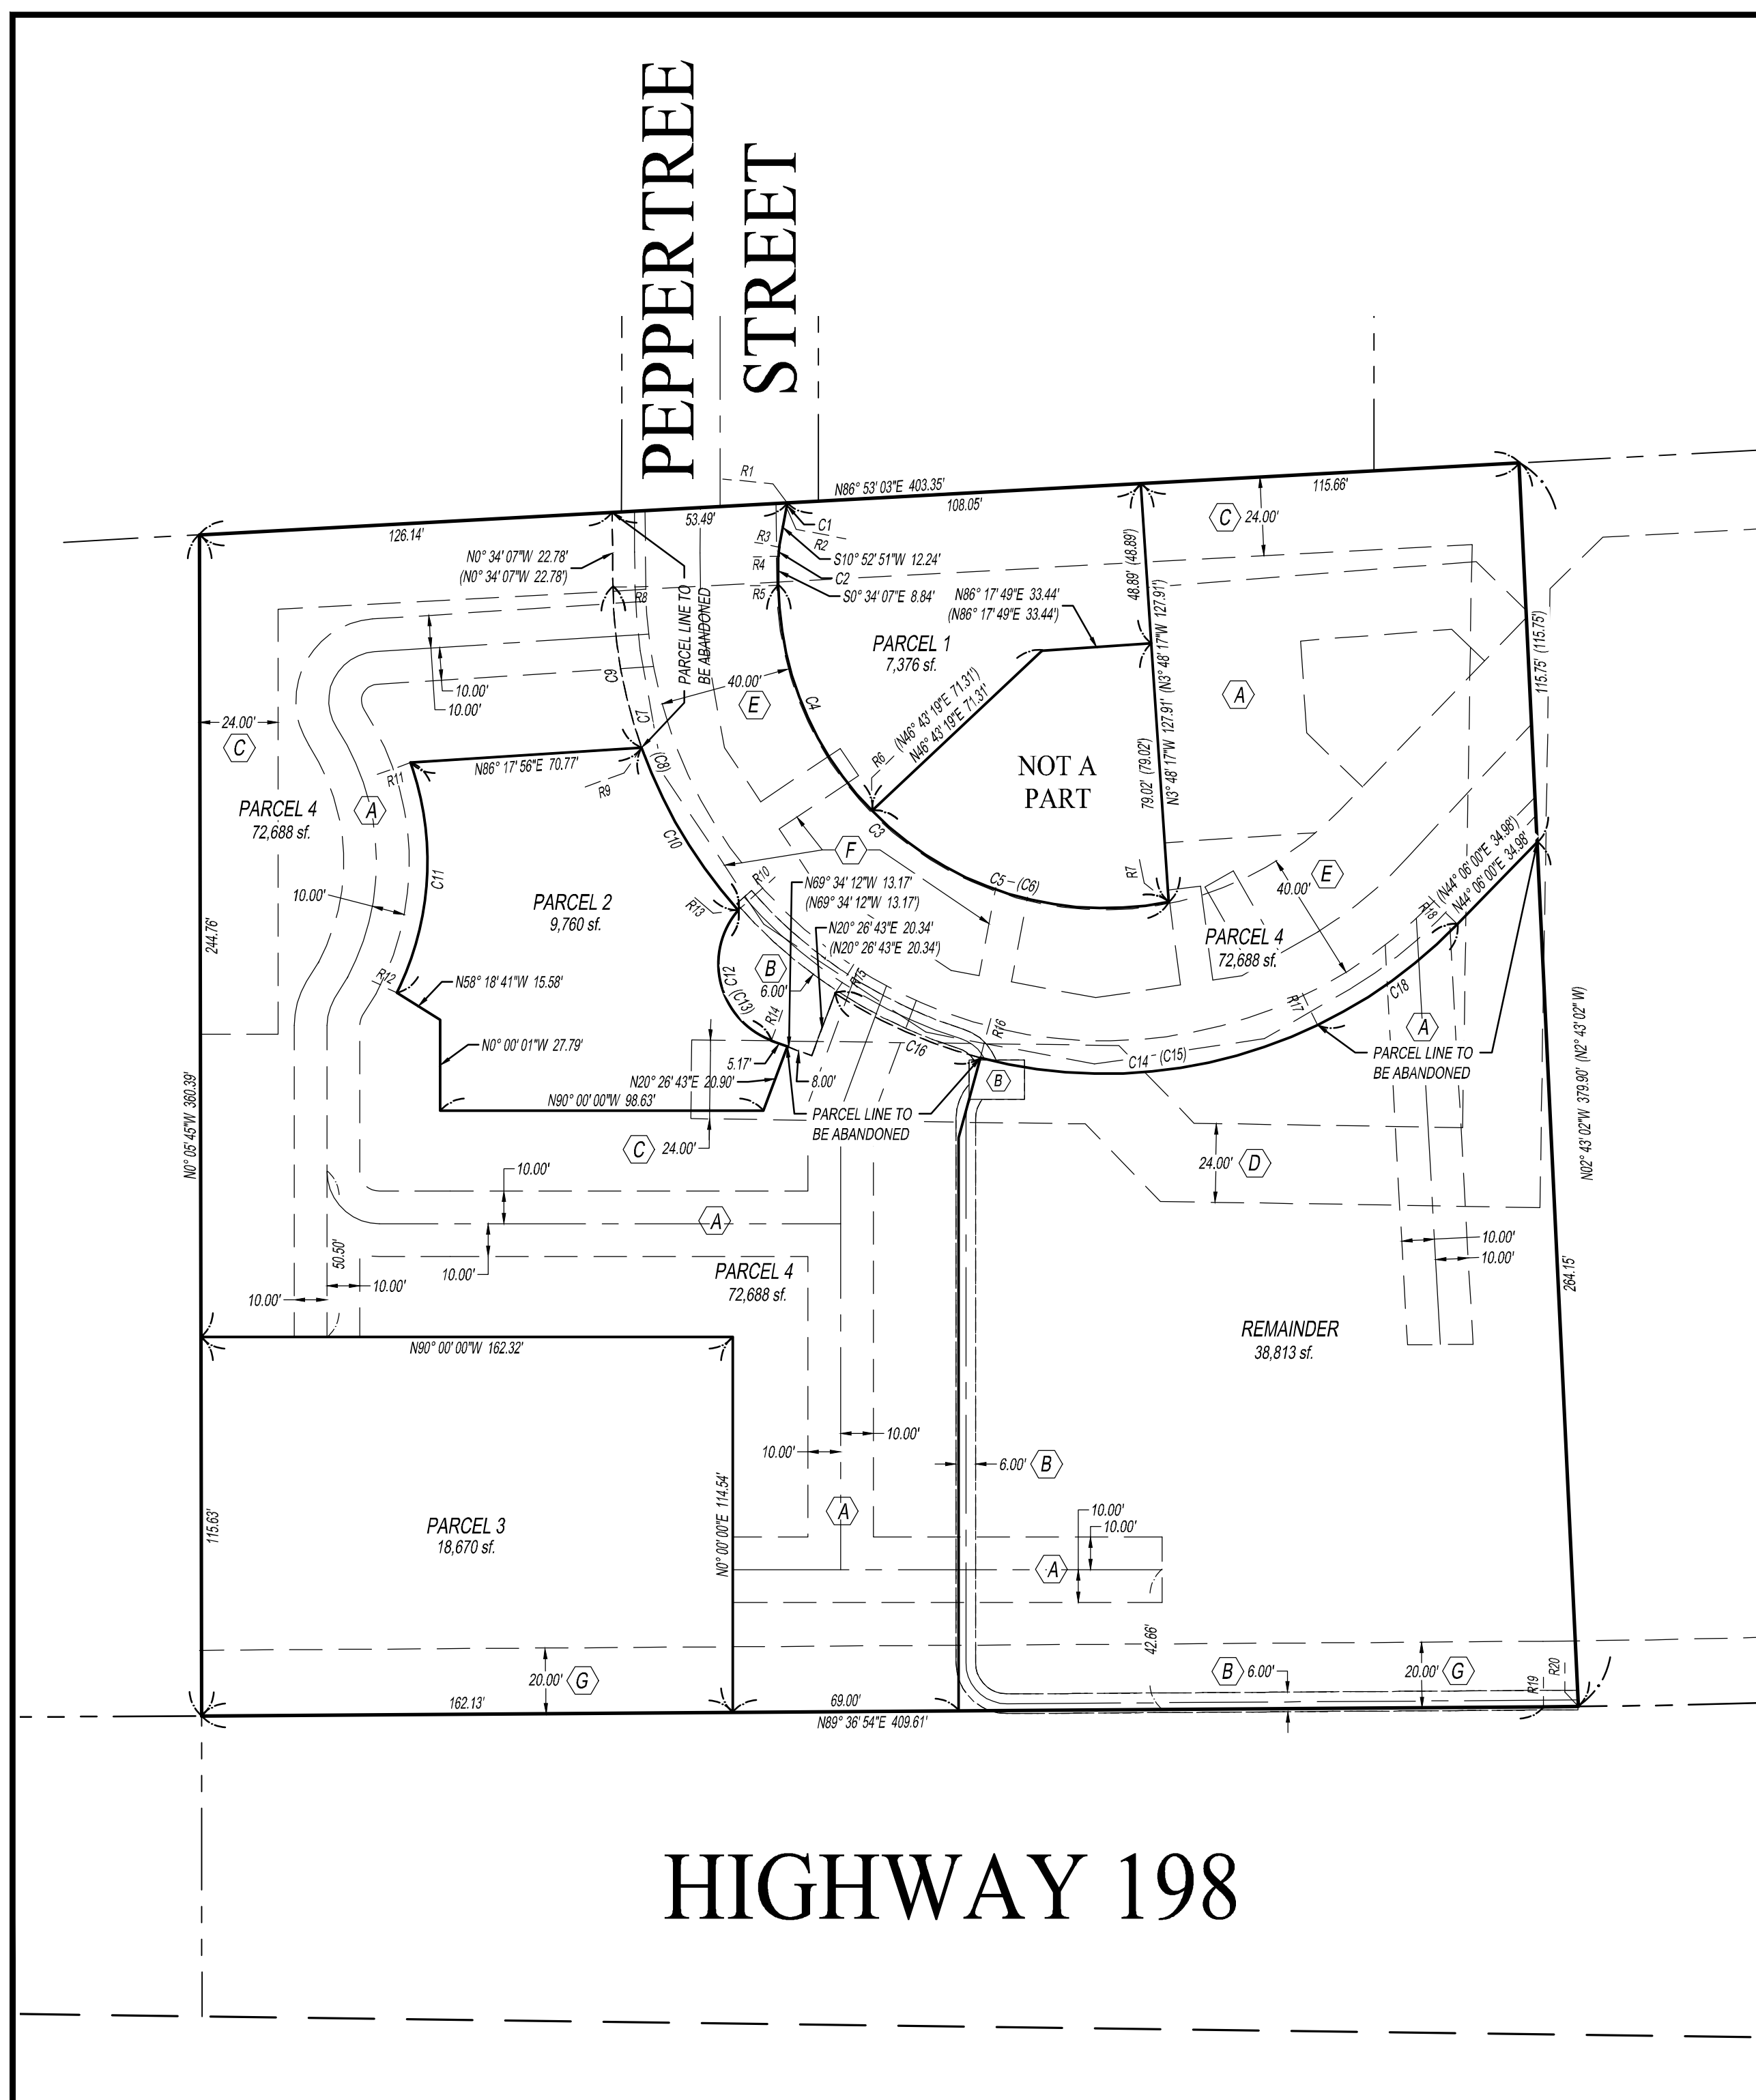 PEPPERTREE
STREET
R1
N86° 53' 03"E 403.35'
108.05'
115.66'
53.49'
126.14'
C1
R2
R3
R4
R5
C2
S10° 52' 51"W 12.24'
S0° 34' 07"E 8.84'
C 24.00'
N0° 34' 07"W 22.78'
(N0° 34' 07"W 22.78')
R8
PARCEL LINE TO
BE ABANDONED
N86° 17' 49"E 33.44'
(N86° 17' 49"E 33.44')
48.89' (48.89')
N3° 48' 17"W 127.91' (N3° 48' 17"W 127.91')
79.02' (79.02')
115.75' (115.75')
PARCEL 1
7,376 sf.
10.00'
10.00'
C9
C7
(C8)
40.00'
E
C4
A
R6
(N46° 43' 19"E 71.31')
N46° 43' 19"E 71.31'
24.00'
C
N86° 17' 56"E 70.77'
R11
R9
NOT A
PART
PARCEL 4
72,688 sf.
A
C10
C3
F
C11
10.00'
R10
R7
R13
N69° 34' 12"W 13.17'
(N69° 34' 12"W 13.17')
C5 - (C6)
E
40.00'
(N44° 06' 00"E 34.98')
N44° 06' 00"E 34.98'
R18
PARCEL 2
9,760 sf.
N20° 26' 43"E 20.34'
(N20° 26' 43"E 20.34')
PARCEL 4
72,688 sf.
244.76'
R12
N58° 18' 41"W 15.58'
B
6.00'
C12
(C13)
R15
R14
R16
R17
C18
C16
A
N0° 00' 01"W 27.79'
5.17'
8.00'
C14 - (C15)
PARCEL LINE TO
BE ABANDONED
N20° 26' 43"E 20.90'
B
N90° 00' 00"W 98.63'
PARCEL LINE TO
BE ABANDONED
C 24.00'
24.00' D
N0° 05' 45"W 360.39'
N02° 43' 02"W 379.90' (N2° 43' 02" W)
10.00'
A
10.00'
50.50'
10.00'
10.00'
10.00'
10.00'
264.15'
PARCEL 4
72,688 sf.
REMAINDER
38,813 sf.
N90° 00' 00"W 162.32'
10.00'
10.00'
6.00' B
N0° 00' 00"E 114.54'
A
10.00'
10.00'
A
PARCEL 3
18,670 sf.
115.63'
42.66'
20.00' G
B 6.00'
20.00' G
R19
R20
162.13'
69.00'
N89° 36' 54"E 409.61'
HIGHWAY 198